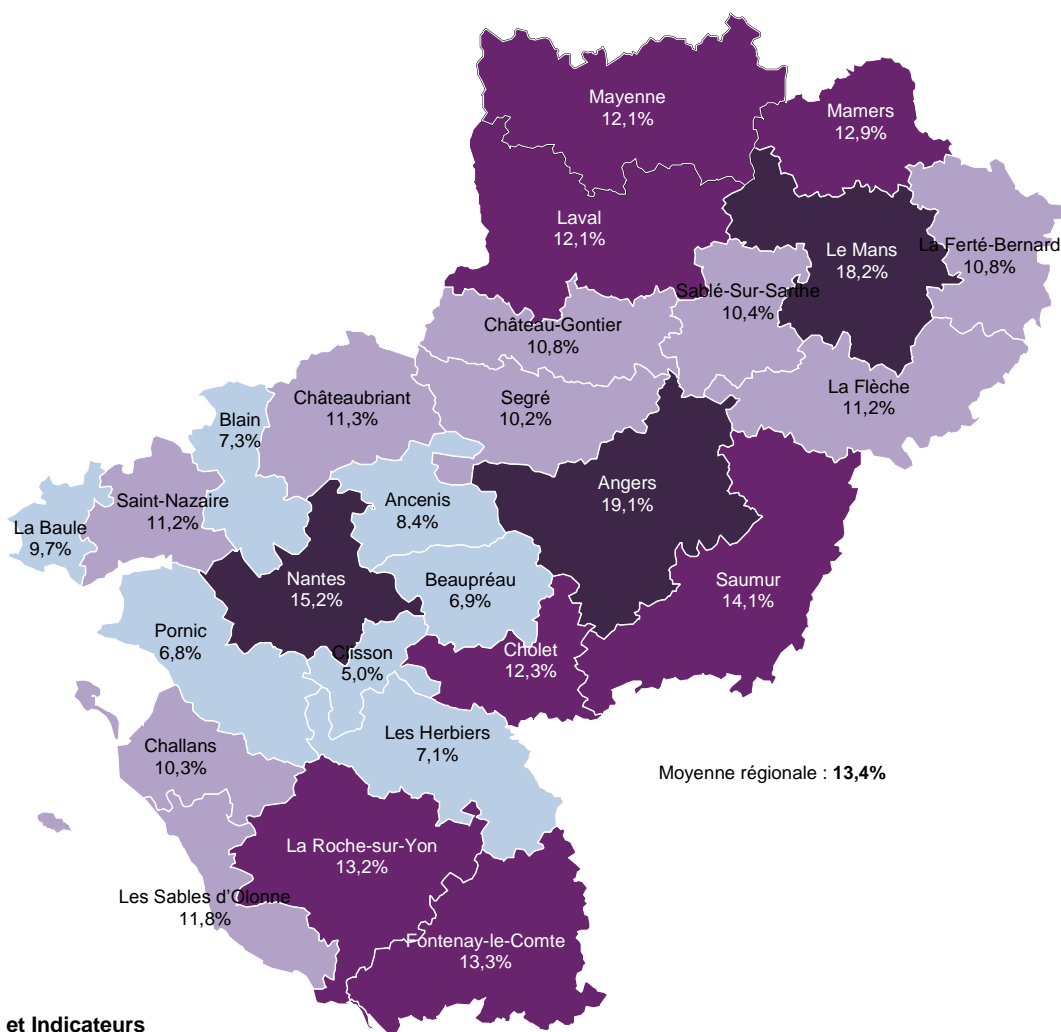 Mayenne
12,1%
Mamers
12,9%
Laval
12,1%
Le Mans
18,2%
La Ferté-Bernard
10,8%
Sablé-Sur-Sarthe
10,4%
Château-Gontier
10,8%
La Flèche
11,2%
Châteaubriant
11,3%
Segré
10,2%
Blain
7,3%
Ancenis
8,4%
Angers
19,1%
Saint-Nazaire
11,2%
La Baule
9,7%
Nantes
15,2%
Beaupréau
6,9%
Saumur
14,1%
Pornic
6,8%
Clisson
5,0%
Cholet
12,3%
Les Herbiers
7,1%
Challans
10,3%
Moyenne régionale : 13,4%
La Roche-sur-Yon
13,2%
Les Sables d’Olonne
11,8%
Fontenay-le-Comte
13,3%
et Indicateurs